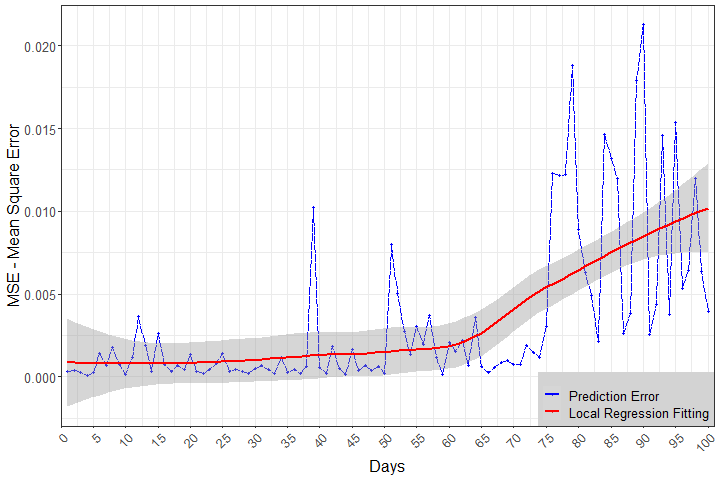 MSE - Mean Square Error
0.020
0.015
0.010
0.005
0.000
Prediction Error
Local Regression Fitting
0 5 10 15 20 25 30 35 40 45 50 55 60 65 70 75 80 85 90 95 100
Days